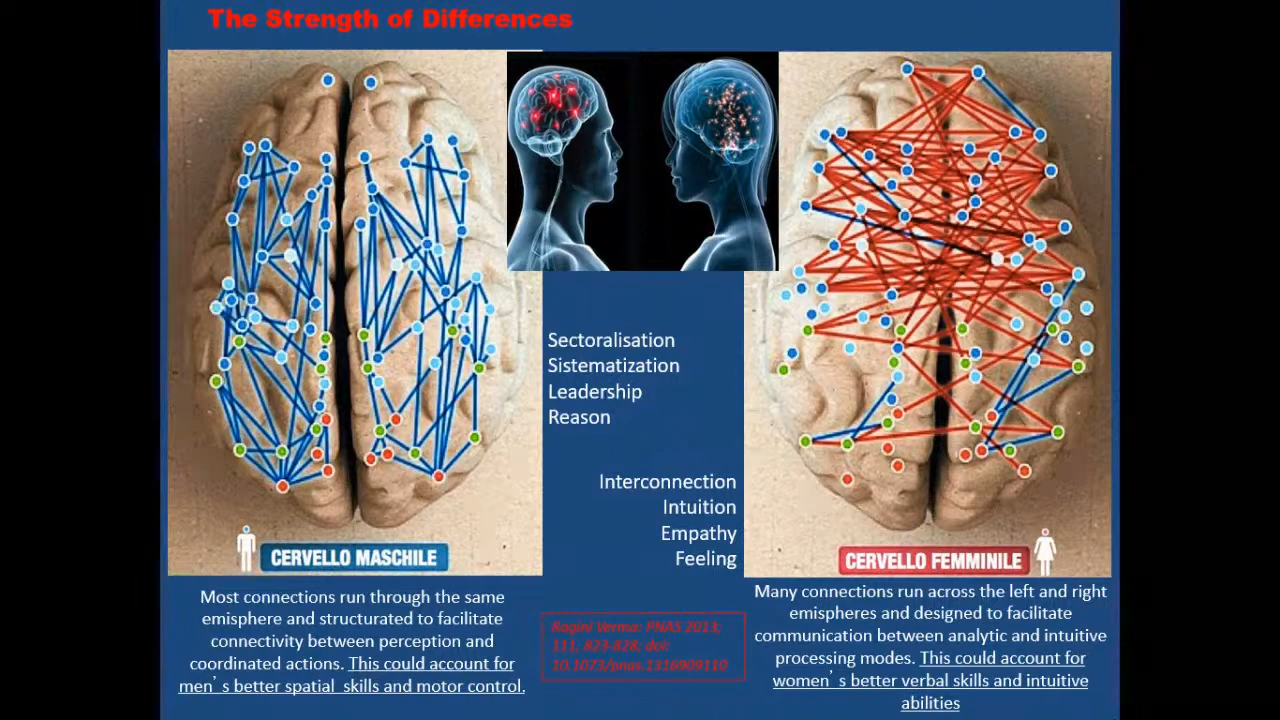 The Strength of Differences
Sectoralisation
Sistematization
Leadership
Reason
Interconnection
Intuition
Empathy
Feeling
CERVELLO MASCHILE
CERVELLO FEMMINILE
Most connections run through the same
emisphere and structurated to facilitate
connectivity between perception and
coordinated actions. This could account for
men's better spatial skills and motor control.
Ragini Verma: PNAS 2013;
111, 823-828; doi:
10.1073/pnas.1316909110
Many connections run across the left and right
emispheres and designed to facilitate
communication between analytic and intuitive
processing modes. This could account for
women's better verbal skills and intuitive
abilities